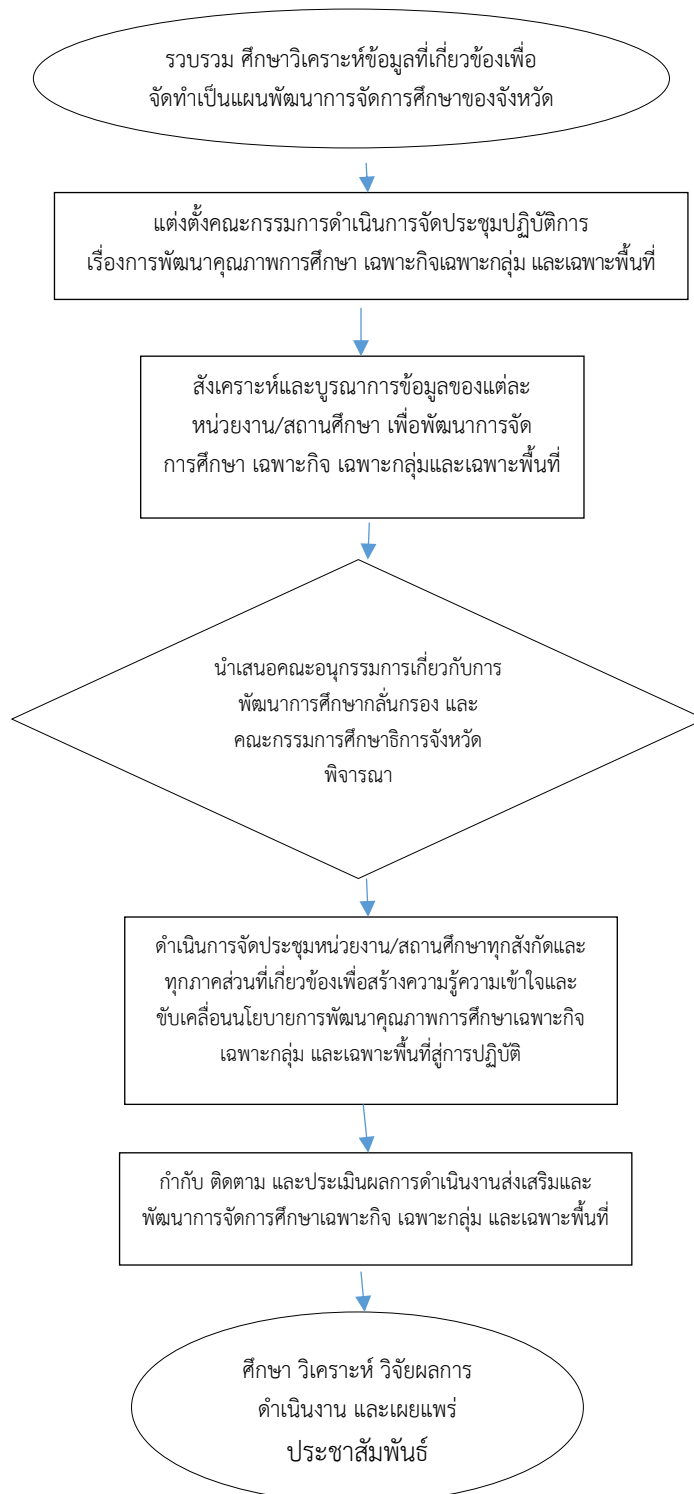 รวบรวม ศึกษาวิเคราะห์ข้อมูลที่เกี่ยวข้องเพื่อ
จัดทำเป็นแผนพัฒนาการจัดการศึกษาของจังหวัด
แต่งตั้งคณะกรรมการดำเนินการจัดประชุมปฏิบัติการ
เรื่องการพัฒนาคุณภาพการศึกษา เฉพาะกิจเฉพาะกลุ่ม และเฉพาะพื้นที่
สังเคราะห์และบูรณาการข้อมูลของแต่ละ
หน่วยงาน/สถานศึกษา เพื่อพัฒนาการจัด
การศึกษา เฉพาะกิจ เฉพาะกลุ่มและเฉพาะพื้นที่
นำเสนอคณะอนุกรรมการเกี่ยวกับการ
พัฒนาการศึกษากลั่นกรอง และ
คณะกรรมการศึกษาธิการจังหวัด
พิจารณา
ดำเนินการจัดประชุมหน่วยงาน/สถานศึกษาทุกสังกัดและ
ทุกภาคส่วนที่เกี่ยวข้องเพื่อสร้างความรู้ความเข้าใจและ
ขับเคลื่อนนโยบายการพัฒนาคุณภาพการศึกษาเฉพาะกิจ
เฉพาะกลุ่ม และเฉพาะพื้นที่สู่การปฏิบัติ
กำกับ ติดตาม และประเมินผลการดำเนินงานส่งเสริมและ
พัฒนาการจัดการศึกษาเฉพาะกิจ เฉพาะกลุ่ม และเฉพาะพื้นที่
ศึกษา วิเคราะห์ วิจัยผลการ
ดำเนินงาน และเผยแพร่
ประชาสัมพันธ์